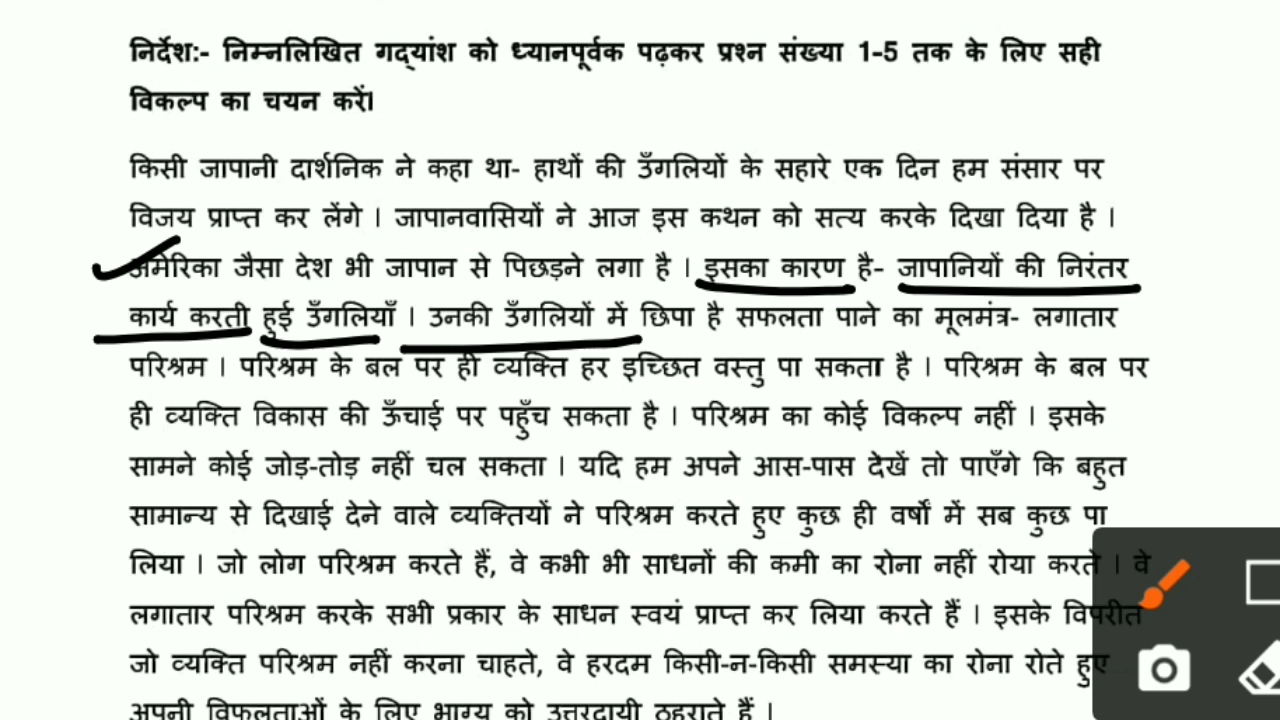 निर्देश:- निम्नलिखित गद्यांश को ध्यानपूर्वक पढ़कर प्रश्न संख्या 1-5 तक के लिए सही
विकल्प का चयन करें।
किसी जापानी दार्शनिक ने कहा था- हाथों की उँगलियों के सहारे एक दिन हम संसार पर
विजय प्राप्त कर लेंगे । जापानवासियों ने आज इस कथन को सत्य करके दिखा दिया है ।
अमेरिका जैसा देश भी जापान से पिछड़ने लगा है । इसका कारण है- जापानियों की निरंतर
कार्य करती हुई उँगलियाँ । उनकी उँगलियों में छिपा है सफलता पाने का मूलमंत्र- लगातार
परिश्रम । परिश्रम के बल पर ही व्यक्ति हर इच्छित वस्तु पा सकता है । परिश्रम के बल पर
ही व्यक्ति विकास की ऊँचाई पर पहुँच सकता है । परिश्रम का कोई विकल्प नहीं । इसके
सामने कोई जोड़-तोड़ नहीं चल सकता । यदि हम अपने आस-पास देखें तो पाएँगे कि बहुत
सामान्य से दिखाई देने वाले व्यक्तियों ने परिश्रम करते हुए कुछ ही वर्षों में सब कुछ पा
लिया । जो लोग परिश्रम करते हैं, वे कभी भी साधनों की कमी का रोना नहीं रोया करते । वे
लगातार परिश्रम करके सभी प्रकार के साधन स्वयं प्राप्त कर लिया करते हैं । इसके विपरीत
जो व्यक्ति परिश्रम नहीं करना चाहते, वे हरदम किसी-न-किसी समस्या का रोना रोते हुए
अपनी विफलताओं के लिए भाग्य को उत्तरदायी ठहराते हैं ।